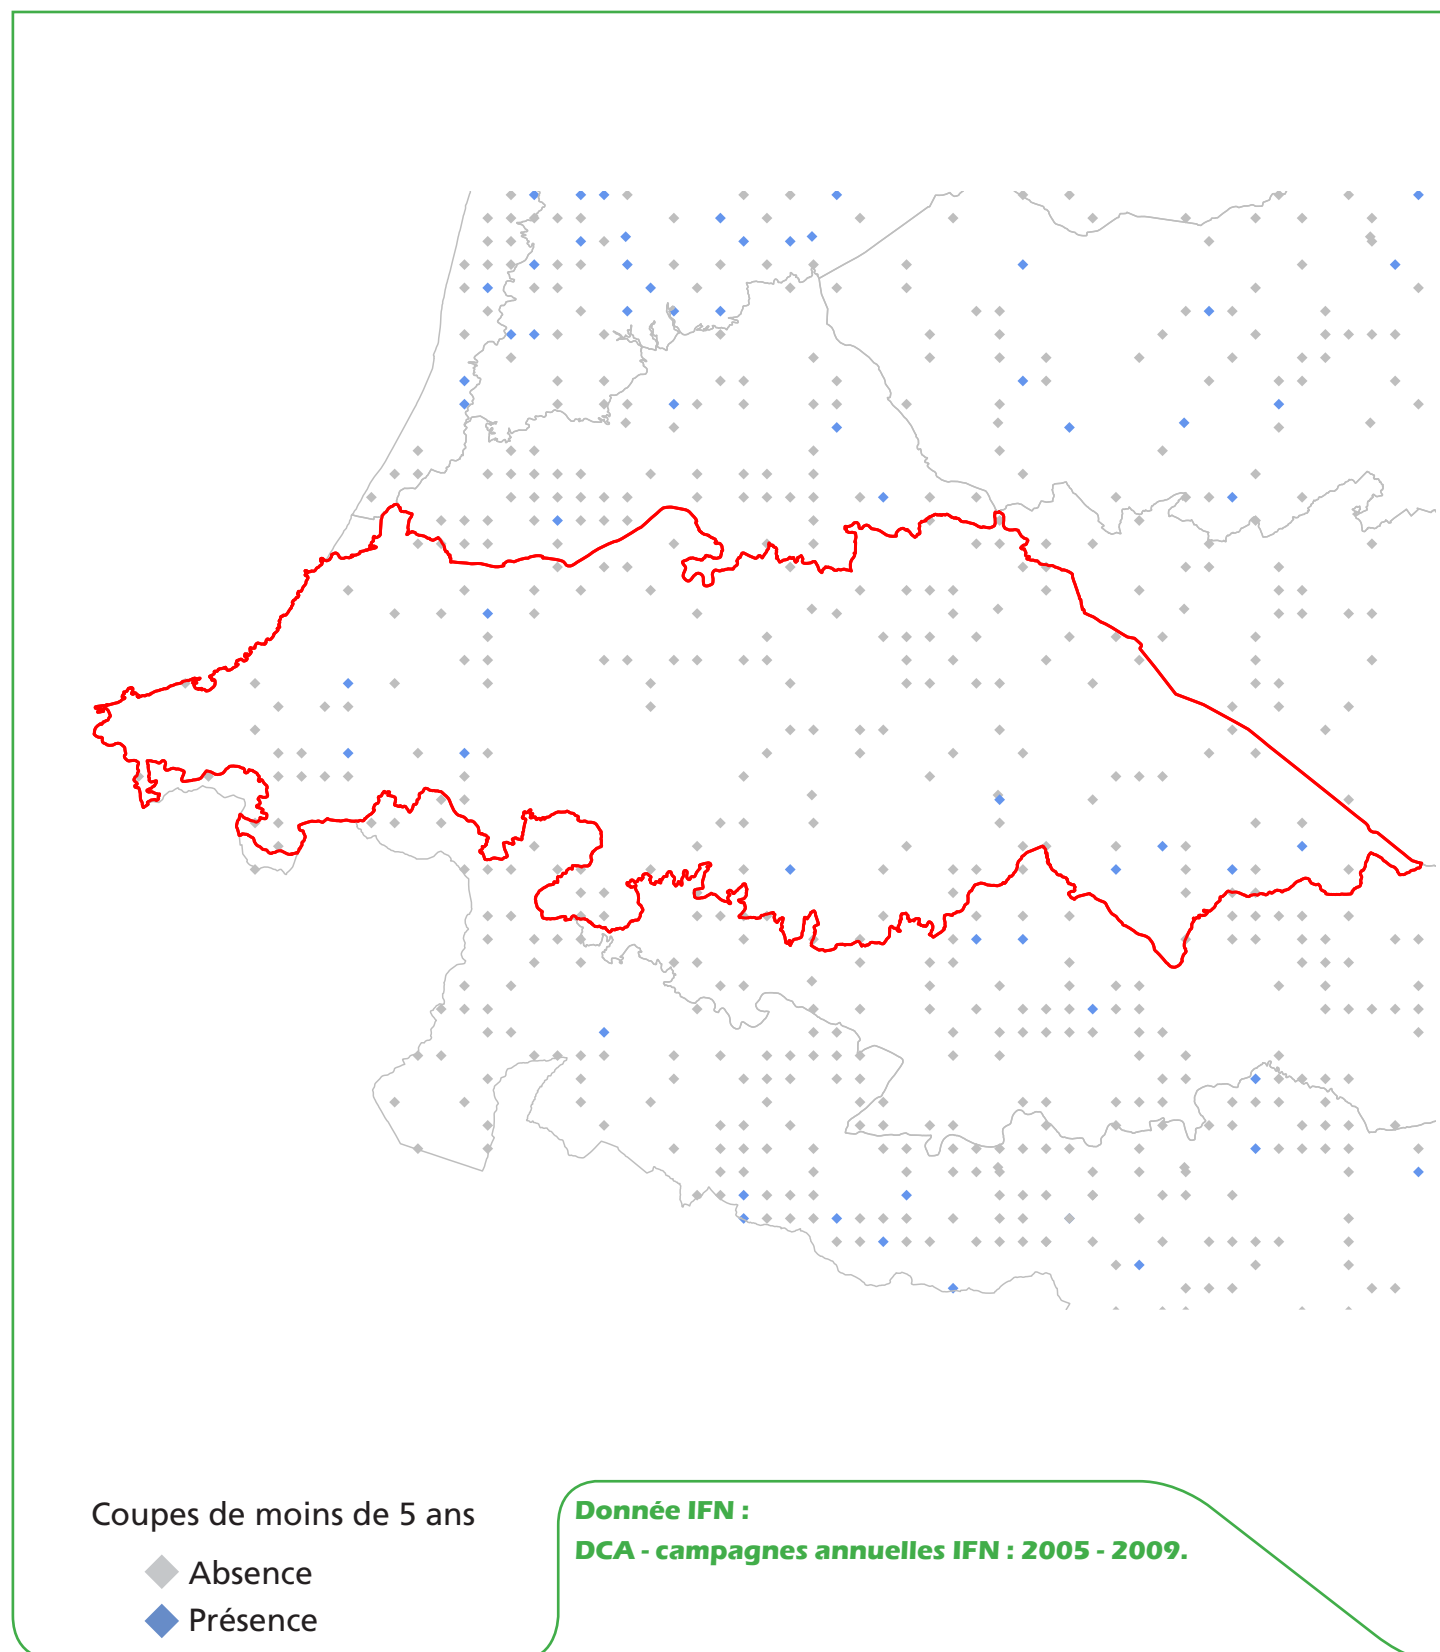 Coupes de moins de 5 ans
Absence
Présence
Donnée IFN :
DCA - campagnes annuelles IFN : 2005 - 2009.